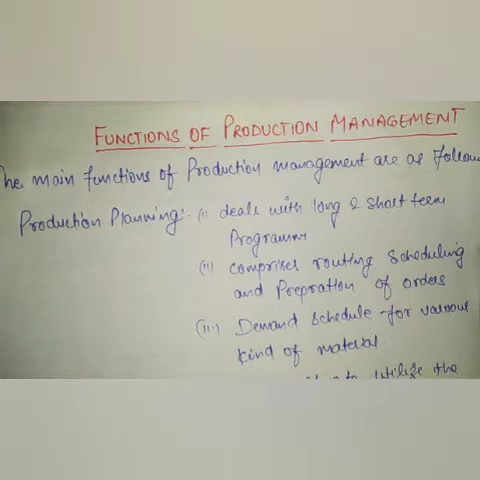 FUNCTIONS OF PRODUCTION MANAGEMENT
The main functions of Production management are as follow
Production Planning:- (i) deals with long & short term
Programm
(ii) comprises routing scheduling
and Prepration of orders
(iii) Demand schedule for various
kind of material.
to utilize the